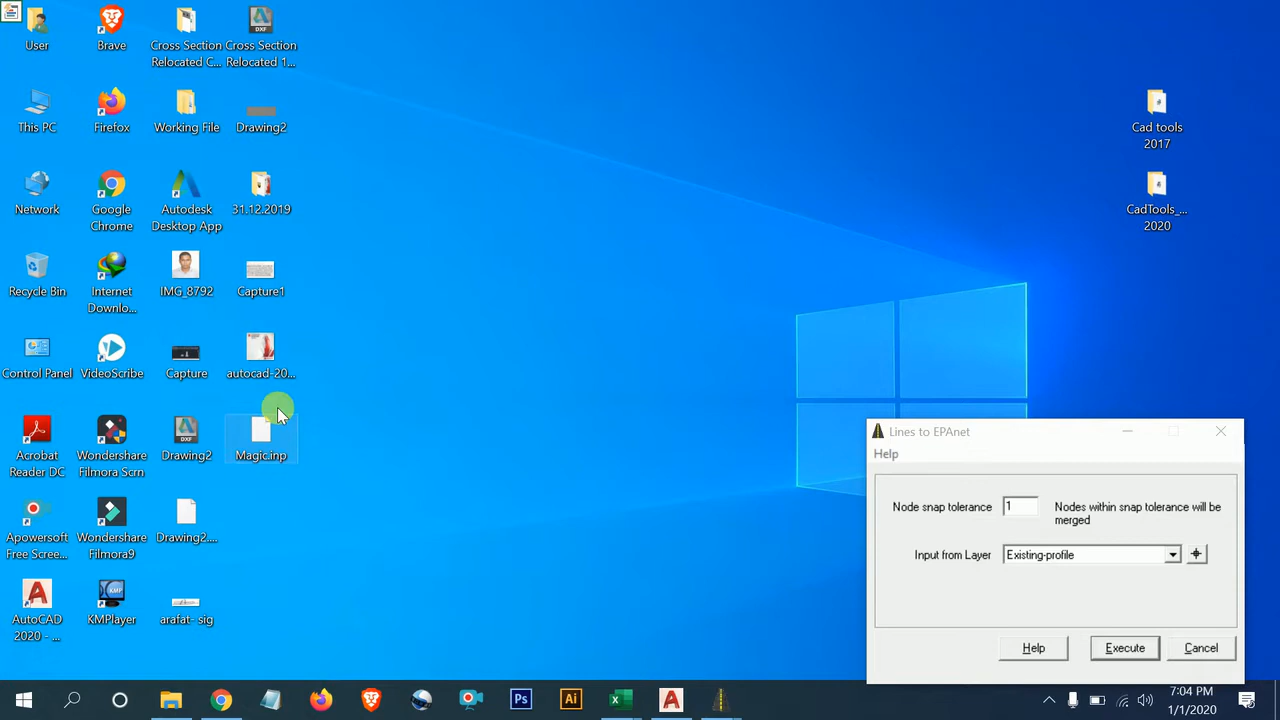 User
Brave
Cross Section
Relocated C...
Cross Section
Relocated 1...
This PC
Firefox
Working File
Drawing2
Network
Google
Chrome
Autodesk
Desktop App
31.12.2019
Recycle Bin
Internet
Downlo...
IMG_8792
Capture1
Control Panel
VideoScribe
Capture
autocad-20...
Acrobat
Reader DC
Wondershare
Filmora Scrn
Drawing2
Magic.inp
Apowersoft
Free Scree...
Wondershare
Filmora9
Drawing2....
AutoCAD
2020 - ...
KMPlayer
arafat- sig
Cad tools
2017
CadTools_...
2020
Lines to EPAnet
Help
Node snap tolerance
1
Nodes within snap tolerance will be
merged
Input from Layer
Existing-profile
Help
Execute
Cancel
7:04 PM
1/1/2020